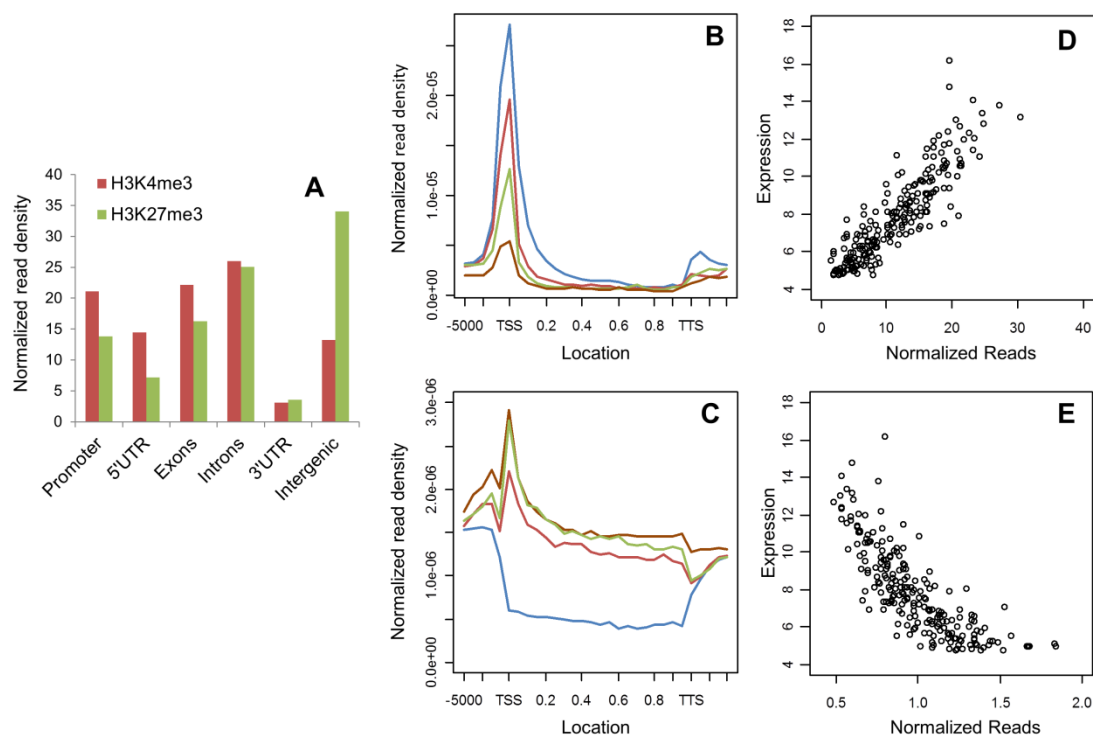 A
Normalized read density
40
35
30
25
20
15
10
5
0
H3K4me3
H3K27me3
Promoter
5'UTR
Exons
Introns
3'UTR
Intergenic
B
Normalized read density
2.0e-05
1.0e-05
0.0e+00
-5000 TSS 0.2 0.4 0.6 0.8 TTS
Location
C
Normalized read density
3.0e-06
2.0e-06
1.0e-06
0.0e+00
-5000 TSS 0.2 0.4 0.6 0.8 TTS
Location
D
Expression
18
16
14
12
10
8
6
4
0 10 20 30 40
Normalized Reads
E
Expression
18
16
14
12
10
8
6
4
0.5 1.0 1.5 2.0
Normalized Reads